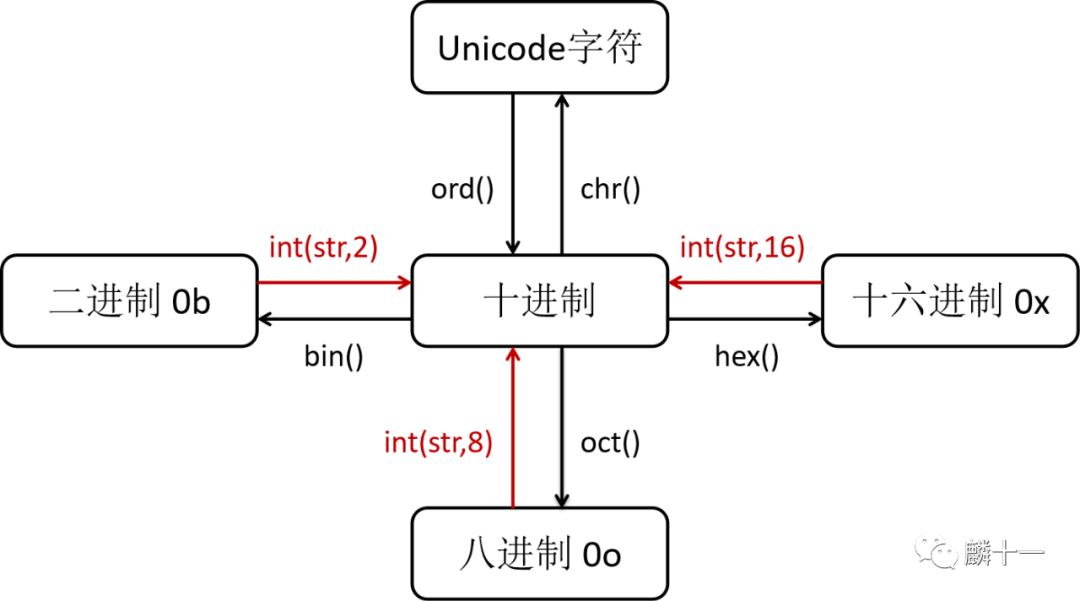 Unicode字符
ord()
chr()
int(str,2)
int(str,16)
二进制 0b
十进制
十六进制 0x
bin()
hex()
int(str,8)
oct()
八进制 0o
麟十一